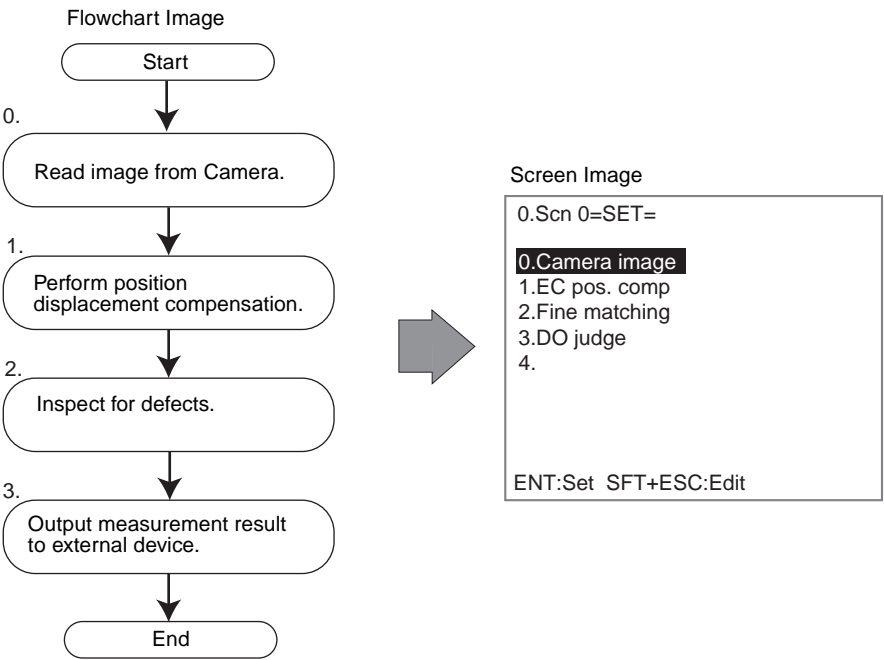 Flowchart Image
Start
0.
Read image from Camera.
1.
Perform position
displacement compensation.
2.
Inspect for defects.
3.
Output measurement result
to external device.
End
Screen Image
0.Scn 0=SET=
0.Camera image
1.EC pos. comp
2.Fine matching
3.DO judge
4.
ENT:Set SFT+ESC:Edit